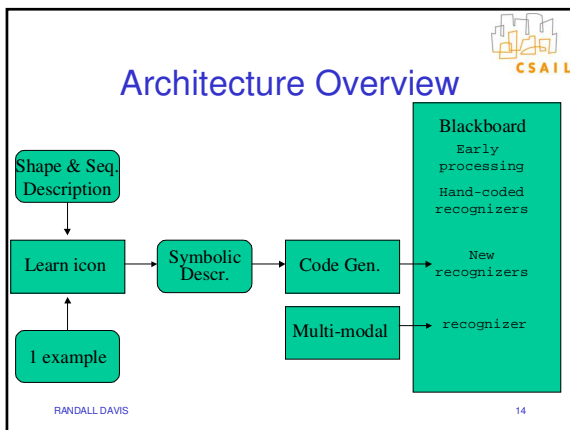 CSAIL
Architecture Overview
Blackboard
Early
processing
Hand-coded
recognizers
New
recognizers
recognizer
Shape & Seq.
Description
Learn icon
Symbolic
Descr.
Code Gen.
Multi-modal
1 example
RANDALL DAVIS
14